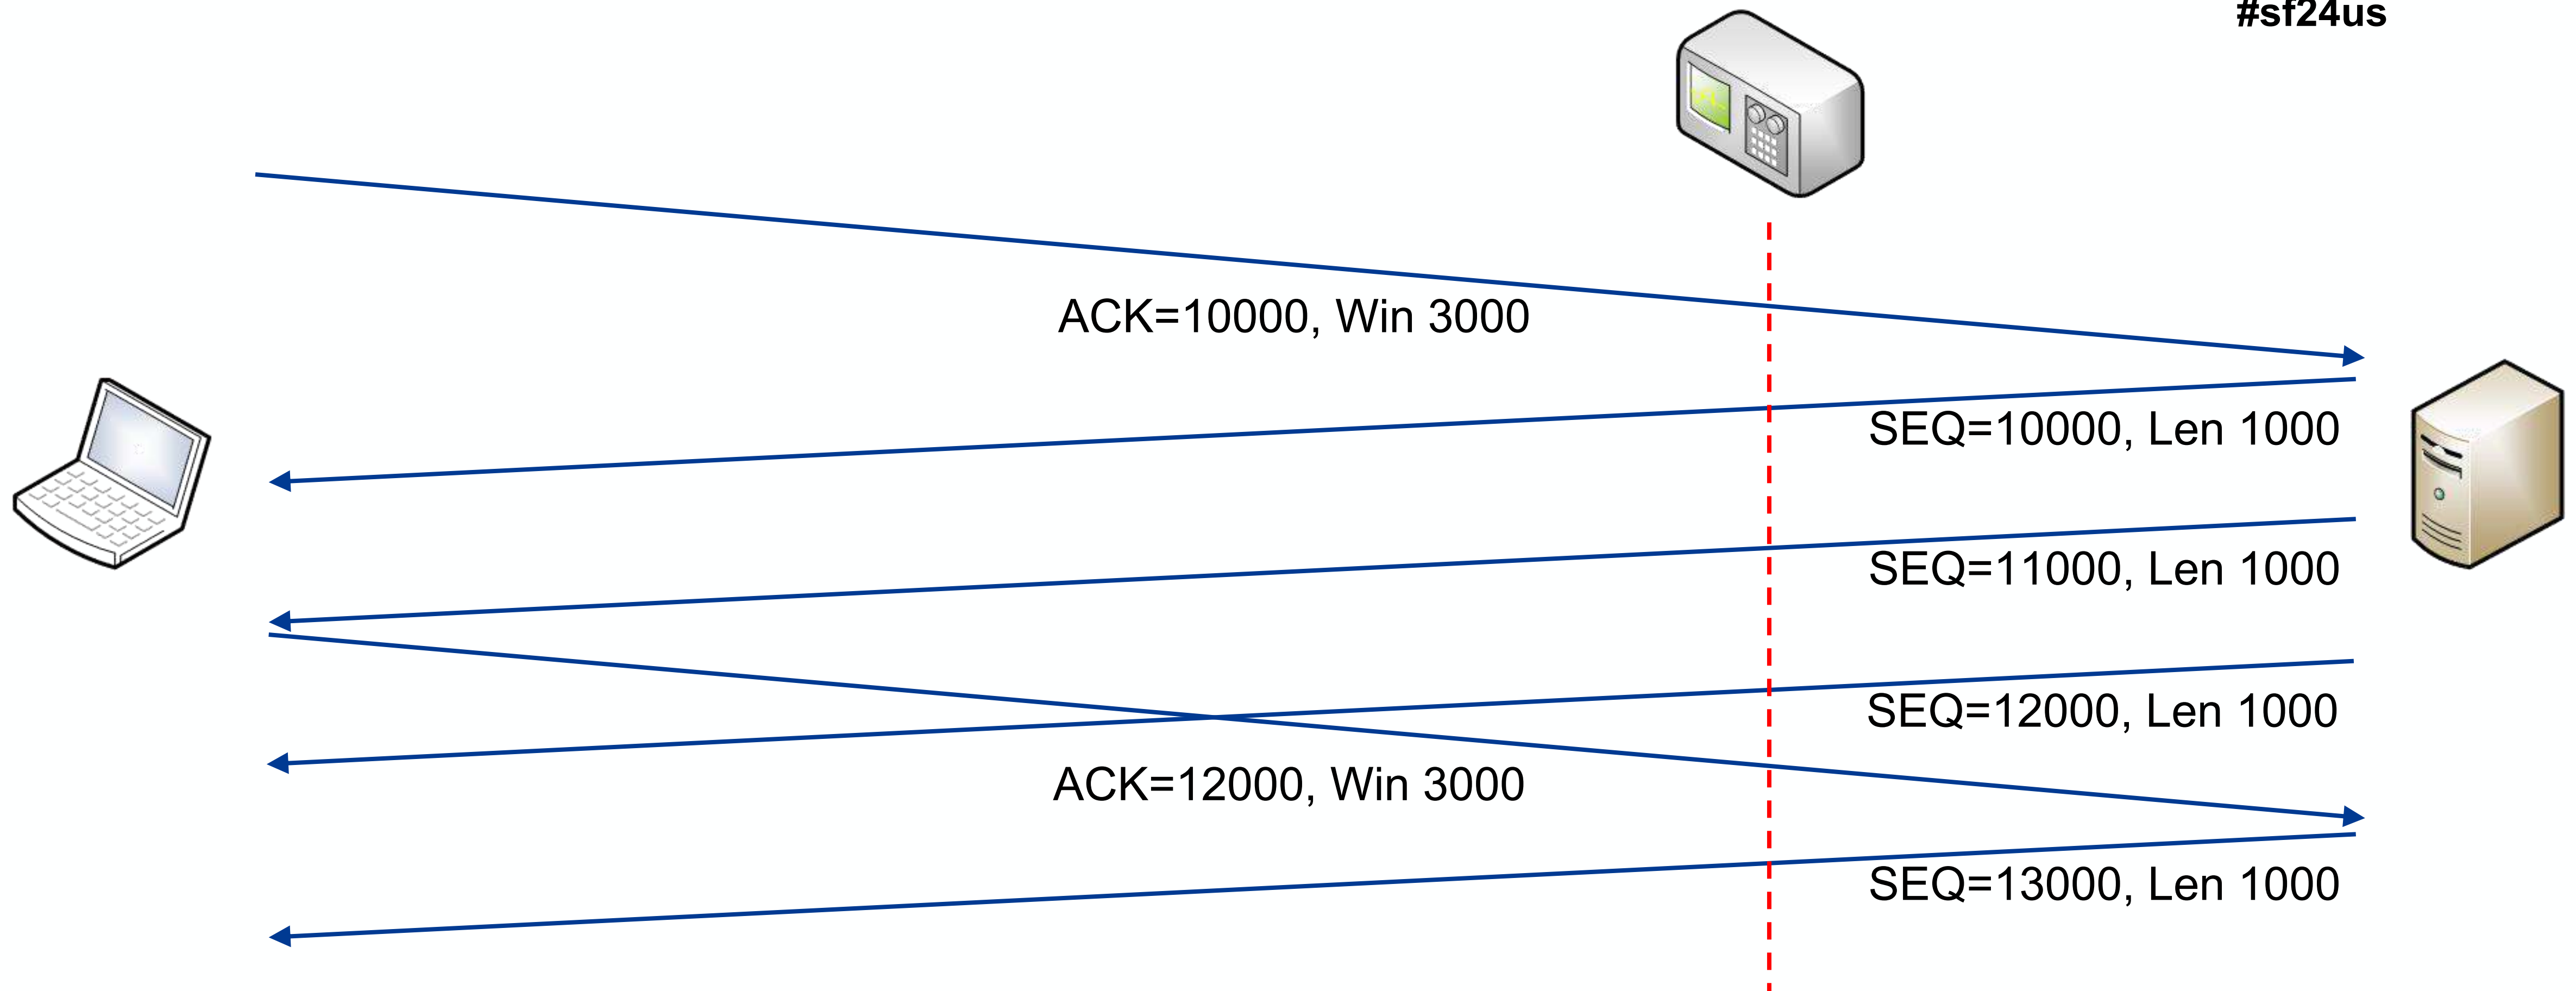 #sf24us
ACK=10000, Win 3000
SEQ=10000, Len 1000
SEQ=11000, Len 1000
SEQ=12000, Len 1000
ACK=12000, Win 3000
SEQ=13000, Len 1000